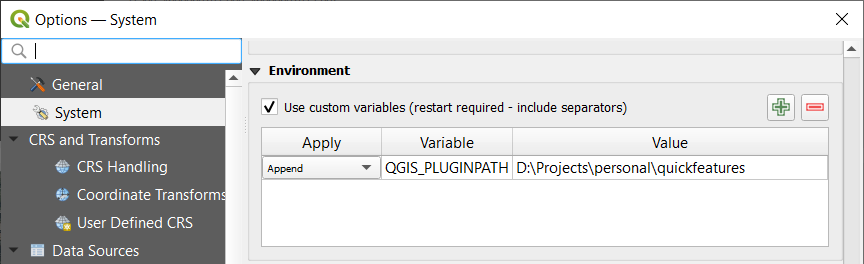 Options — System
General
System
CRS and Transforms
CRS Handling
Coordinate Transforms
User Defined CRS
Data Sources
Environment
Use custom variables (restart required - include separators)
Apply Variable Value
Append QGIS_PLUGINPATH D:\Projects\personal\quickfeatures